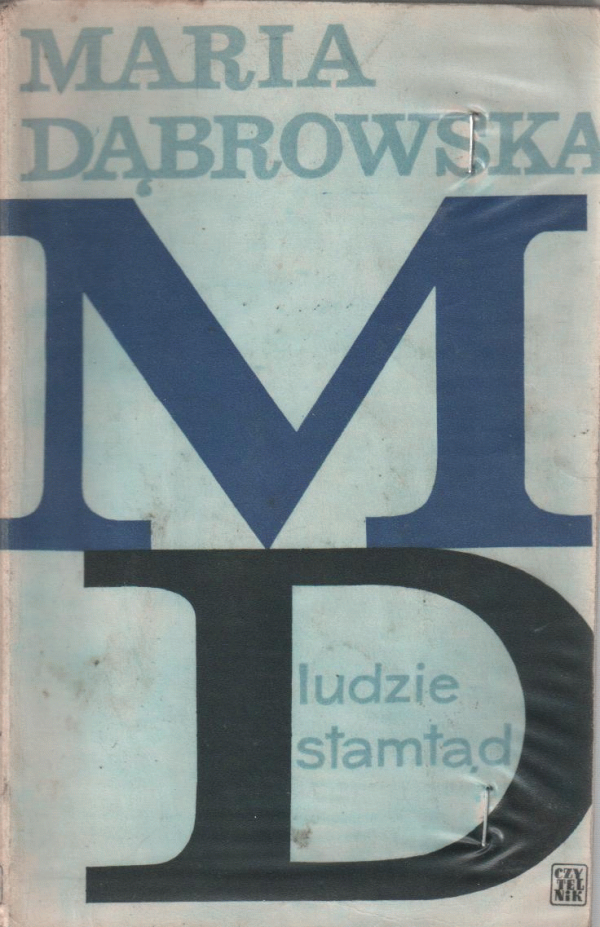 MARIA
DĄBROWSKA
M
D
ludzie
stamtąd
CZY
TEL
NIK